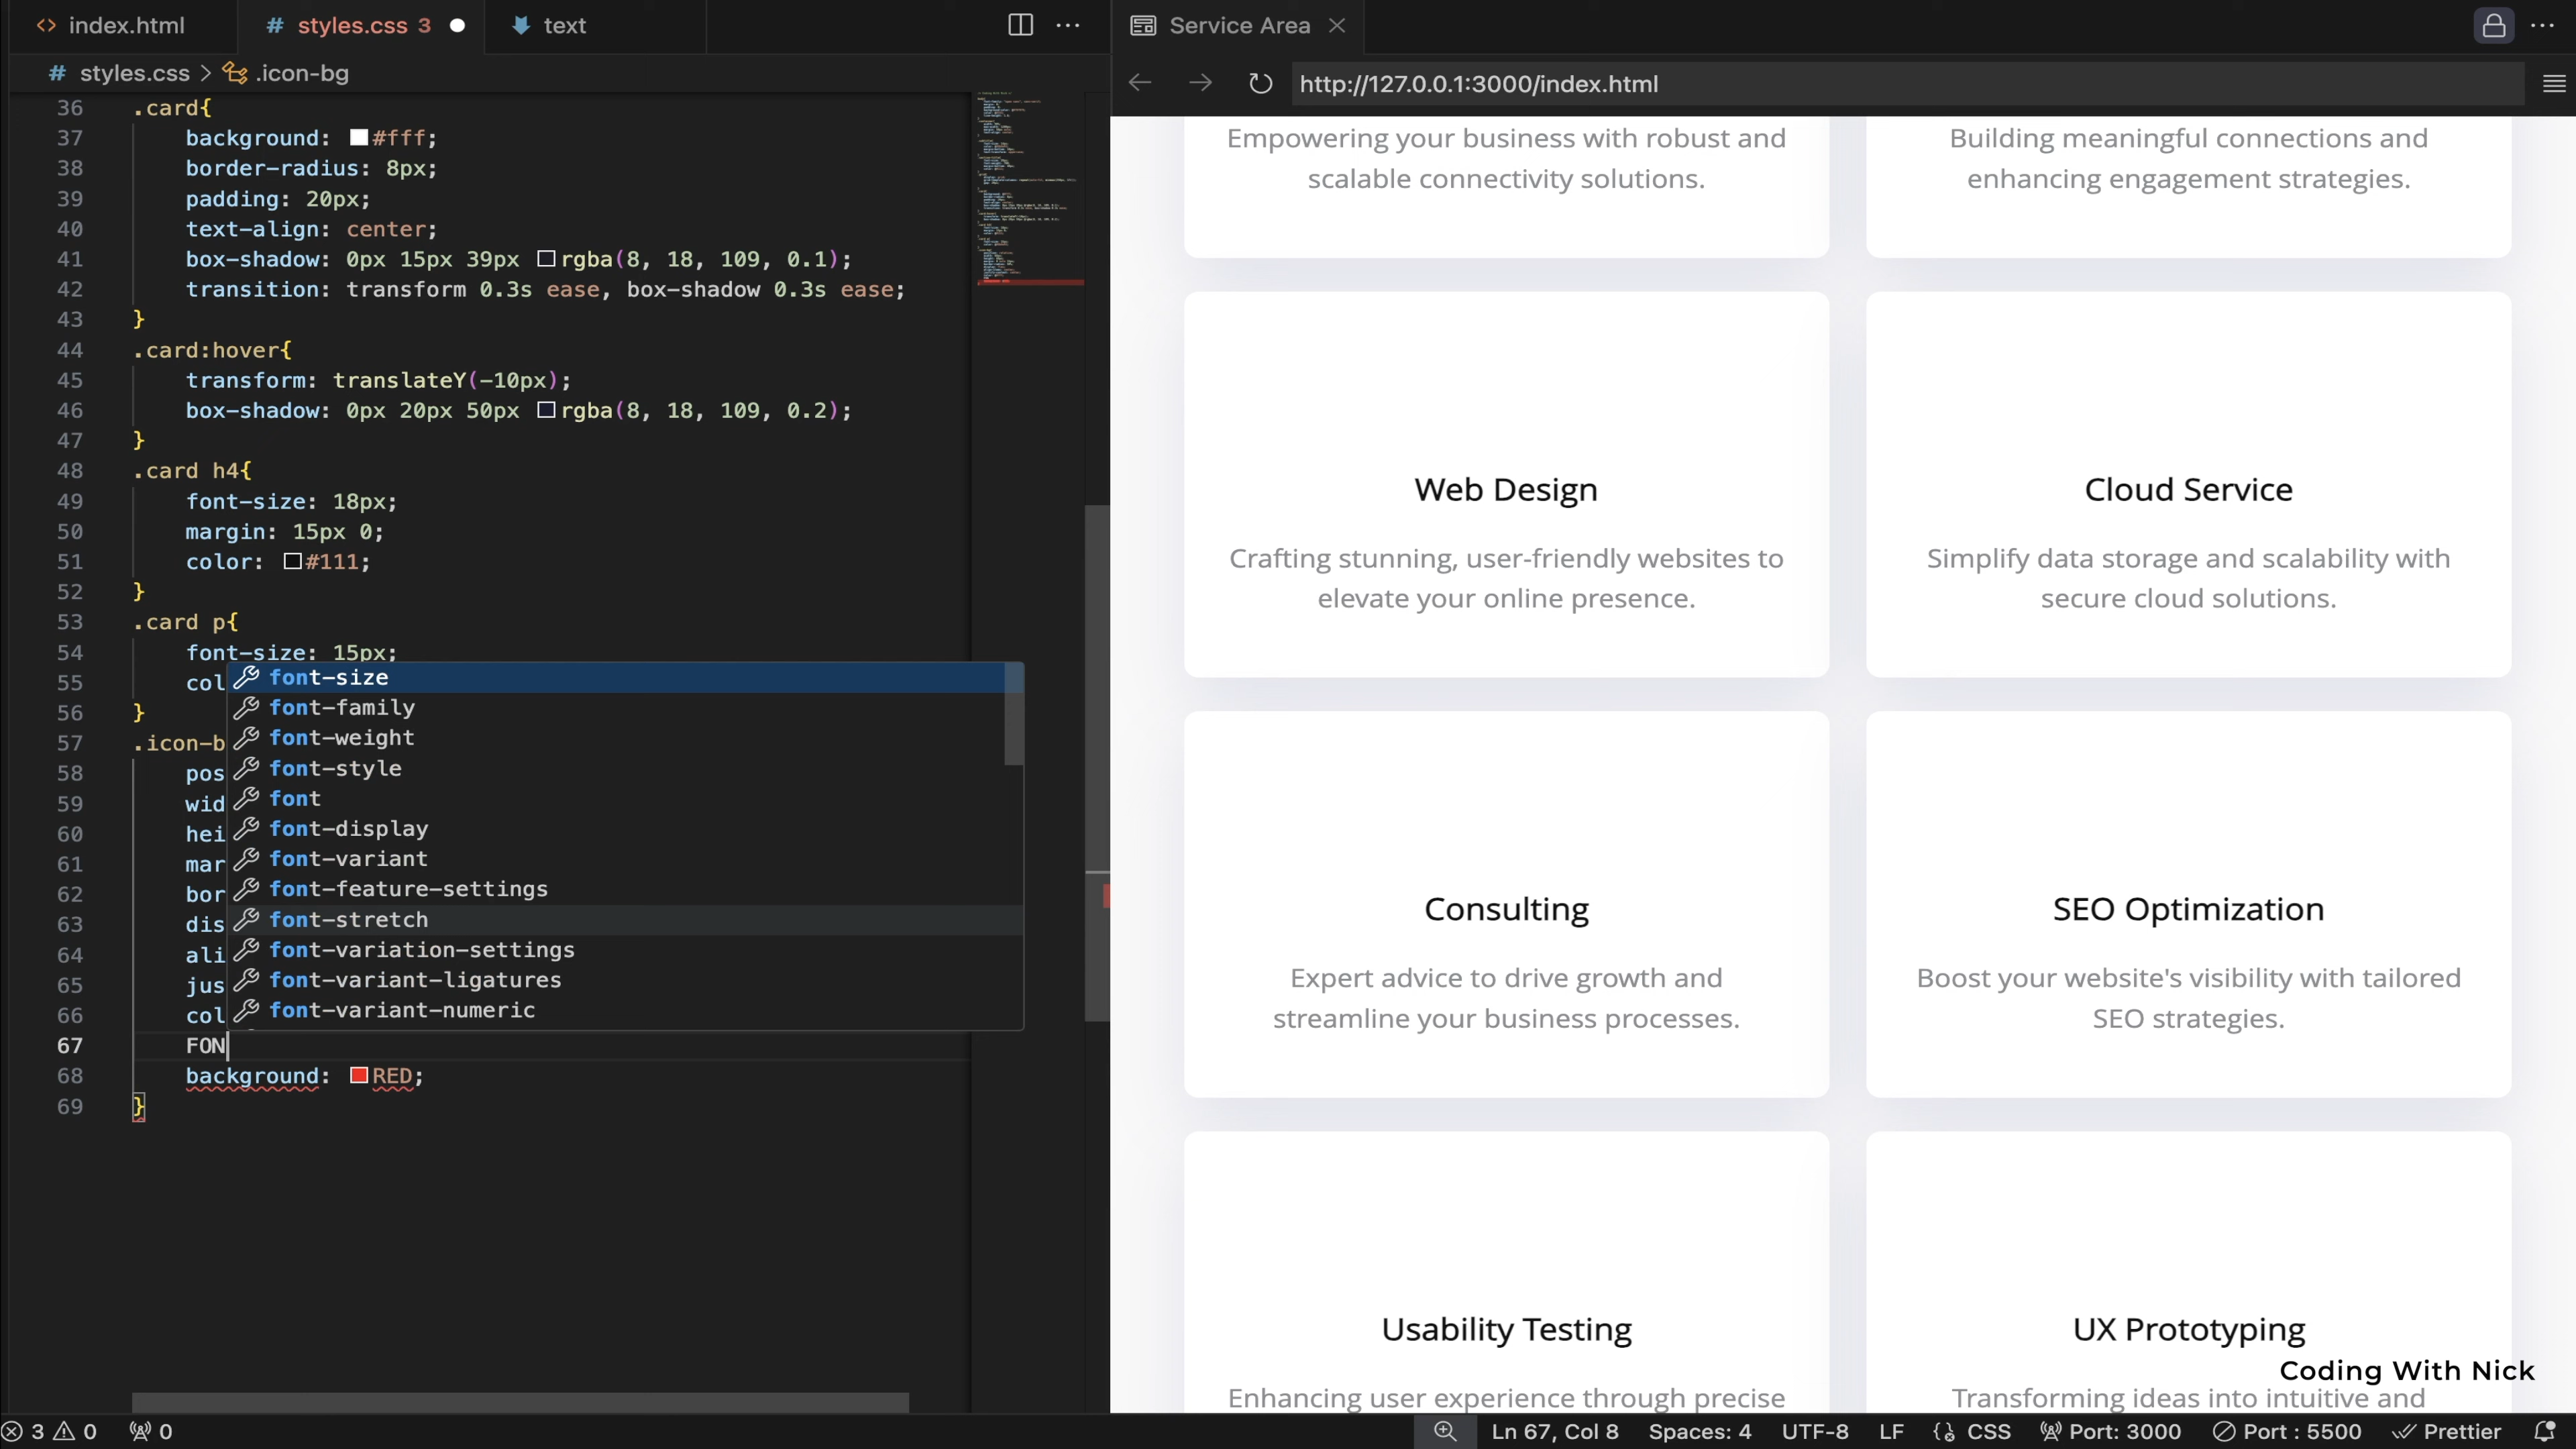 index.html
styles.css 3
text
styles.css > .icon-bg
36 .card{
37 background: #fff;
38 border-radius: 8px;
39 padding: 20px;
40 text-align: center;
41 box-shadow: 0px 15px 39px rgba(8, 18, 109, 0.1);
42 transition: transform 0.3s ease, box-shadow 0.3s ease;
43 }
44 .card:hover{
45 transform: translateY(-10px);
46 box-shadow: 0px 20px 50px rgba(8, 18, 109, 0.2);
47 }
48 .card h4{
49 font-size: 18px;
50 margin: 15px 0;
51 color: #111;
52 }
53 .card p{
54 font-size: 15px;
55 col
56 }
57 .icon-b
58 pos
59 wid
60 hei
61 mar
62 bor
63 dis
64 ali
65 jus
66 col
67 FON
68 background: RED;
69 }
font-size
font-family
font-weight
font-style
font
font-display
font-variant
font-feature-settings
font-stretch
font-variation-settings
font-variant-ligatures
font-variant-numeric
Service Area
http://127.0.0.1:3000/index.html
Empowering your business with robust and
scalable connectivity solutions.
Building meaningful connections and
enhancing engagement strategies.
Web Design
Crafting stunning, user-friendly websites to
elevate your online presence.
Cloud Service
Simplify data storage and scalability with
secure cloud solutions.
Consulting
Expert advice to drive growth and
streamline your business processes.
SEO Optimization
Boost your website's visibility with tailored
SEO strategies.
Usability Testing
Enhancing user experience through precise
UX Prototyping
Transforming ideas into intuitive and
Coding With Nick
3 0 0
Ln 67, Col 8 Spaces: 4 UTF-8 LF CSS Port: 3000 Port : 5500 Prettier